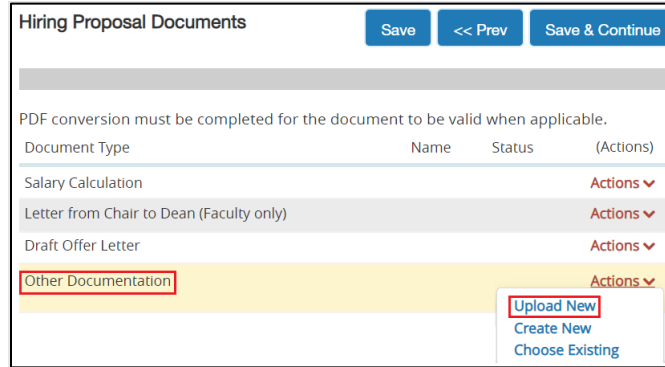 Hiring Proposal Documents
Save
<< Prev
Save & Continue
PDF conversion must be completed for the document to be valid when applicable.
Document Type Name Status (Actions)
Salary Calculation Actions
Letter from Chair to Dean (Faculty only) Actions
Draft Offer Letter Actions
Other Documentation Actions
Upload New
Create New
Choose Existing